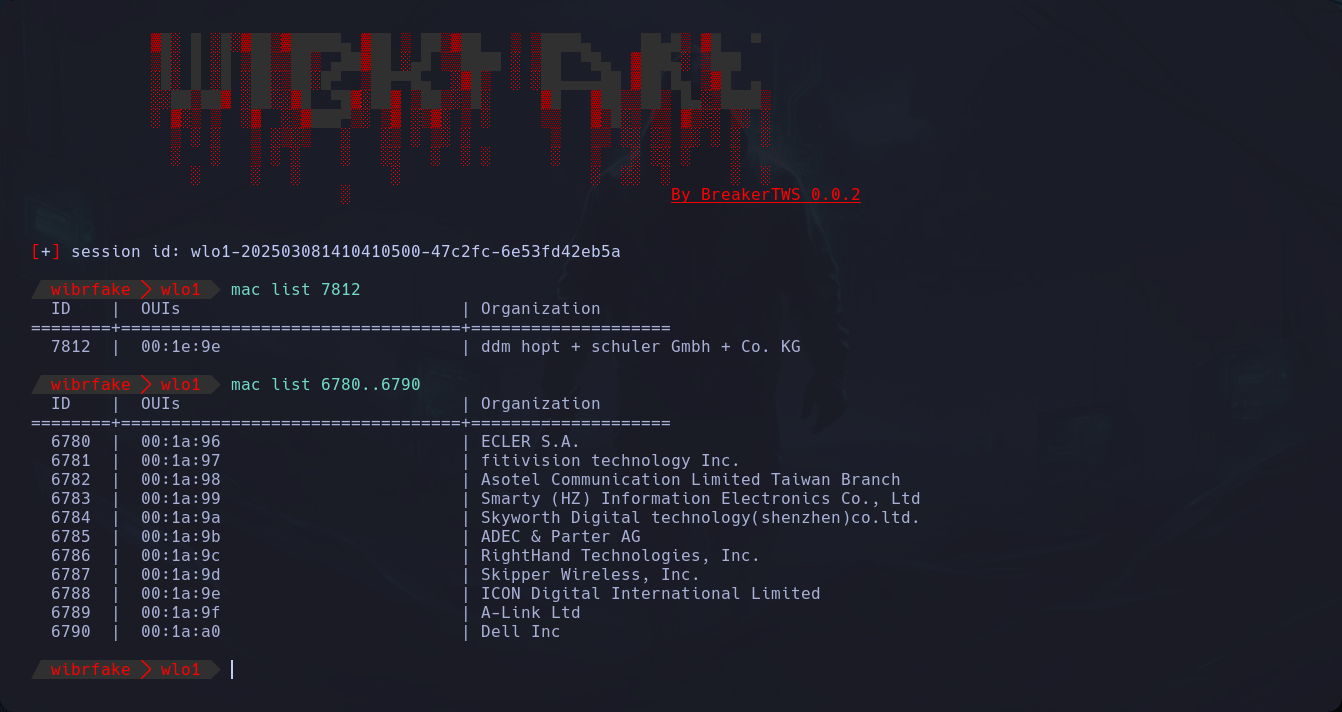 By BreakerTWS 0.0.2
[+] session id: wlo1-202503081410410500-47c2fc-6e53fd42eb5a
wibrfake > wlo1 mac list 7812
ID | OUIs | Organization
========+==================================+====================
7812 | 00:1e:9e | ddm hopt + schuler Gmbh + Co. KG
wibrfake > wlo1 mac list 6780..6790
ID | OUIs | Organization
========+==================================+====================
6780 | 00:1a:96 | ECLER S.A.
6781 | 00:1a:97 | fitivision technology Inc.
6782 | 00:1a:98 | Asotel Communication Limited Taiwan Branch
6783 | 00:1a:99 | Smarty (HZ) Information Electronics Co., Ltd
6784 | 00:1a:9a | Skyworth Digital technology(shenzhen)co.ltd.
6785 | 00:1a:9b | ADEC & Parter AG
6786 | 00:1a:9c | RightHand Technologies, Inc.
6787 | 00:1a:9d | Skipper Wireless, Inc.
6788 | 00:1a:9e | ICON Digital International Limited
6789 | 00:1a:9f | A-Link Ltd
6790 | 00:1a:a0 | Dell Inc
wibrfake > wlo1